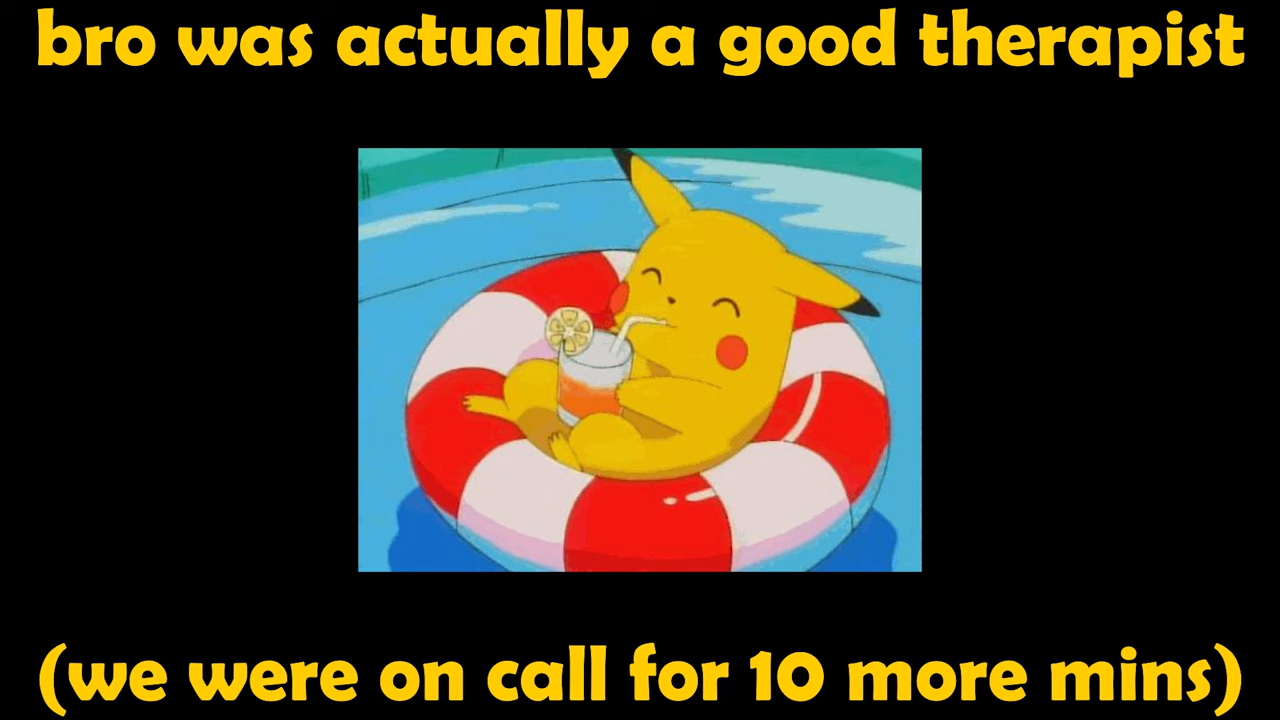 bro was actually a good therapist
(we were on call for 10 more mins)